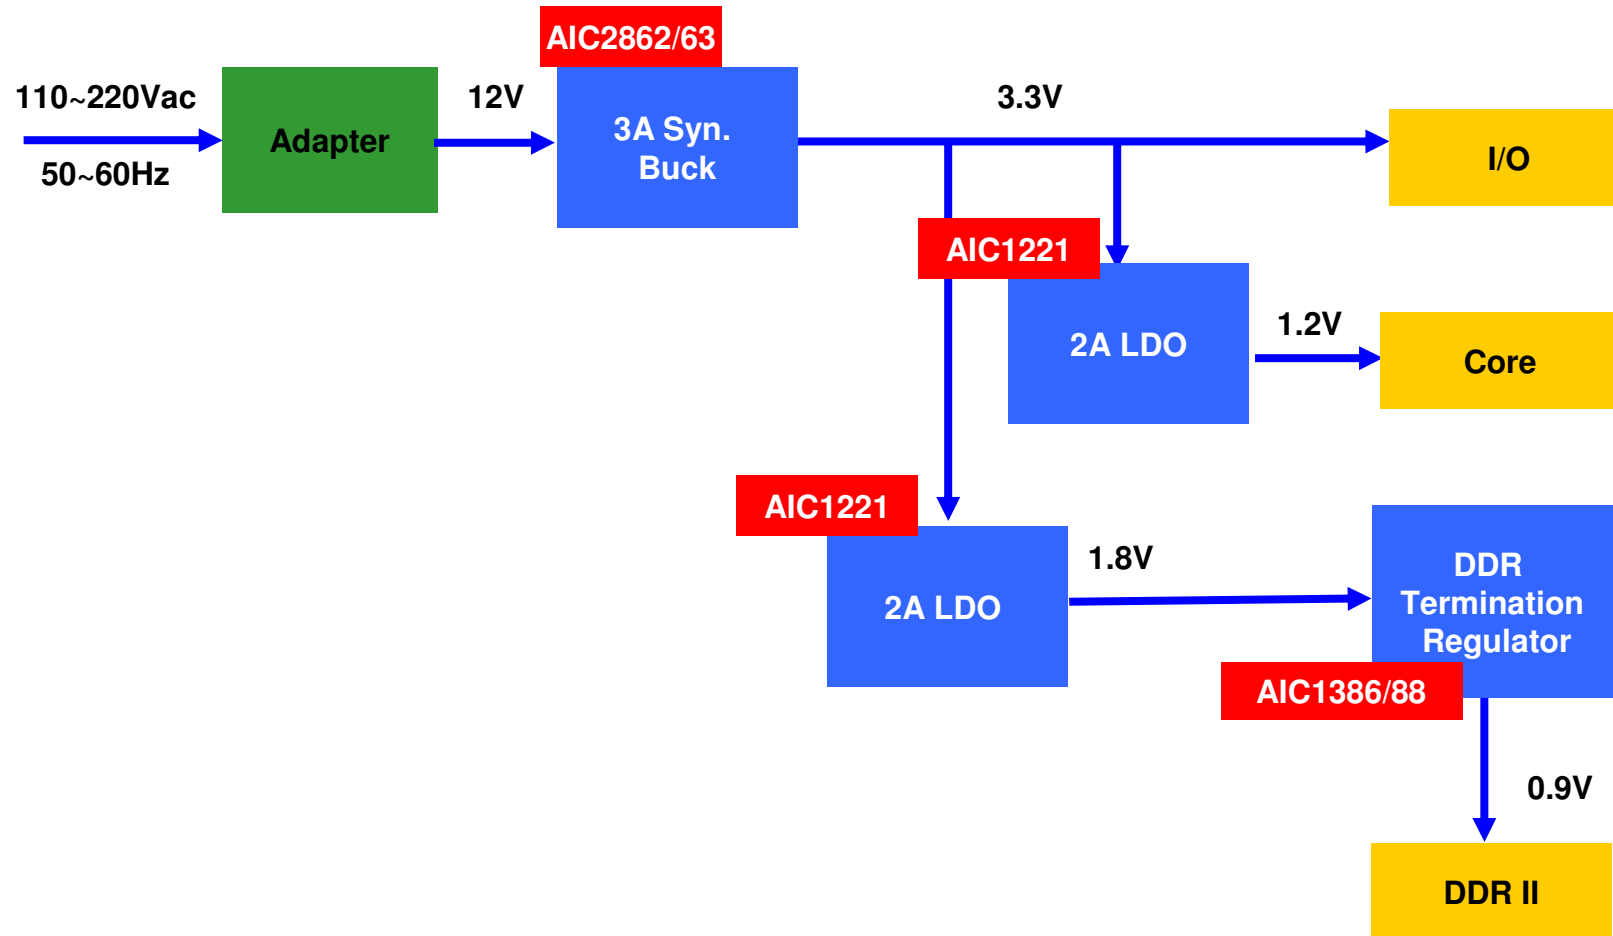 AIC2862/63
110~220Vac
50~60Hz
Adapter
12V
3A Syn.
Buck
3.3V
I/O
AIC1221
2A LDO
1.2V
Core
AIC1221
2A LDO
1.8V
DDR
Termination
Regulator
AIC1386/88
0.9V
DDR II